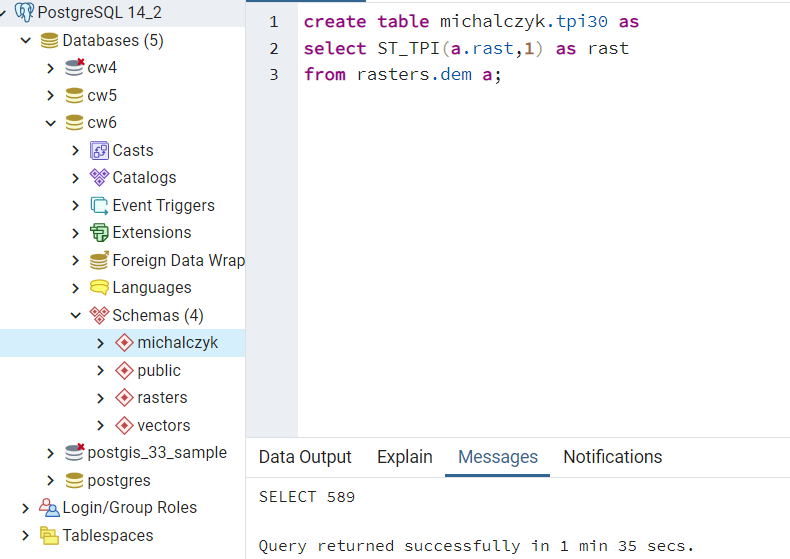 PostgreSQL 14_2
Databases (5)
cw4
cw5
cw6
Casts
Catalogs
Event Triggers
Extensions
Foreign Data Wrap
Languages
Schemas (4)
michalczyk
public
rasters
vectors
postgis_33_sample
postgres
Login/Group Roles
Tablespaces
1 create table michalczyk.tpi30 as
2 select ST_TPI(a.rast,1) as rast
3 from rasters.dem a;
Data Output Explain Messages Notifications
SELECT 589
Query returned successfully in 1 min 35 secs.